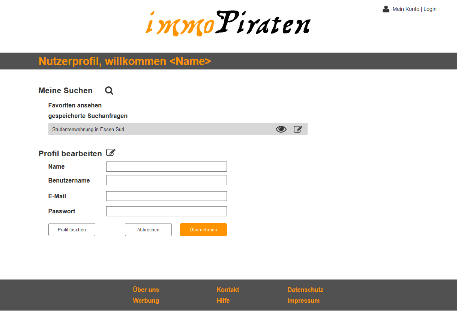 immoPiraten
Mein Konto | Login
Nutzerprofil, willkommen <Name>
Meine Suchen
Favoriten ansehen
gespeicherte Suchanfragen
Studentenwohnung in Essen Süd
Profil bearbeiten
Name
Benutzername
E-Mail
Passwort
Profil löschen
Abbrechen
Übernehmen
Über uns
Kontakt
Datenschutz
Werbung
Hilfe
Impressum